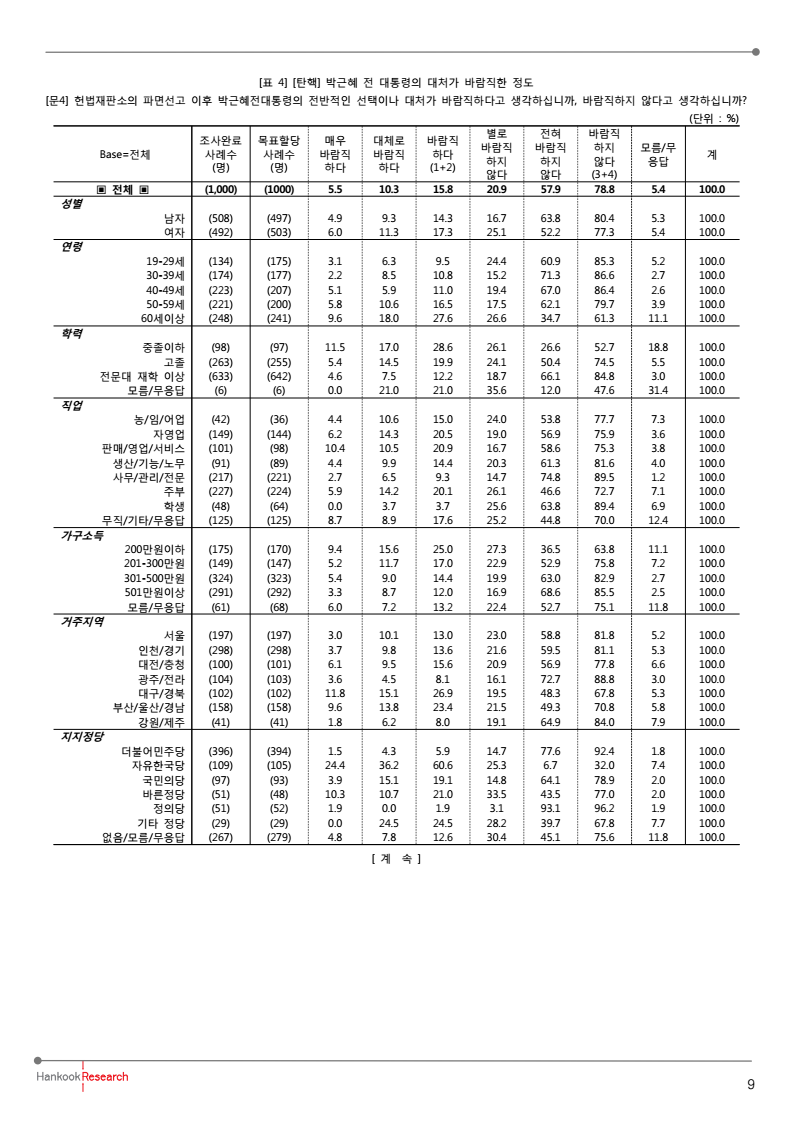 [표 4] [탄핵] 박근혜 전 대통령의 대처가 바람직한 정도
[문4] 헌법재판소의 파면선고 이후 박근혜전대통령의 전반적인 선택이나 대처가 바람직하다고 생각하십니까, 바람직하지 않다고 생각하십니까?
(단위 : %)
Base=전체 조사완료 사례수 (명) 목표할당 사례수 (명) 매우 바람직 하다 대체로 바람직 하다 바람직 하다 (1+2) 별로 바람직 하지 않다 전혀 바람직 하지 않다 바람직 하지 않다 (3+4) 모름/무 응답 계
▣ 전체 ▣ (1,000) (1000) 5.5 10.3 15.8 20.9 57.9 78.8 5.4 100.0
성별
남자 (508) (497) 4.9 9.3 14.3 16.7 63.8 80.4 5.3 100.0
여자 (492) (503) 6.0 11.3 17.3 25.1 52.2 77.3 5.4 100.0
연령
19-29세 (134) (175) 3.1 6.3 9.5 24.4 60.9 85.3 5.2 100.0
30-39세 (174) (177) 2.2 8.5 10.8 15.2 71.3 86.6 2.7 100.0
40-49세 (223) (207) 5.1 5.9 11.0 19.4 67.0 86.4 2.6 100.0
50-59세 (221) (200) 5.8 10.6 16.5 17.5 62.1 79.7 3.9 100.0
60세이상 (248) (241) 9.6 18.0 27.6 26.6 34.7 61.3 11.1 100.0
학력
중졸이하 (98) (97) 11.5 17.0 28.6 26.1 26.6 52.7 18.8 100.0
고졸 (263) (255) 5.4 14.5 19.9 24.1 50.4 74.5 5.5 100.0
전문대 재학 이상 (633) (642) 4.6 7.5 12.2 18.7 66.1 84.8 3.0 100.0
모름/무응답 (6) (6) 0.0 21.0 21.0 35.6 12.0 47.6 31.4 100.0
직업
농/임/어업 (42) (36) 4.4 10.6 15.0 24.0 53.8 77.7 7.3 100.0
자영업 (149) (144) 6.2 14.3 20.5 19.0 56.9 75.9 3.6 100.0
판매/영업/서비스 (101) (98) 10.4 10.5 20.9 16.7 58.6 75.3 3.8 100.0
생산/기능/노무 (91) (89) 4.4 9.9 14.4 20.3 61.3 81.6 4.0 100.0
사무/관리/전문 (217) (221) 2.7 6.5 9.3 14.7 74.8 89.5 1.2 100.0
주부 (227) (224) 5.9 14.2 20.1 26.1 46.6 72.7 7.1 100.0
학생 (48) (64) 0.0 3.7 3.7 25.6 63.8 89.4 6.9 100.0
무직/기타/무응답 (125) (125) 8.7 8.9 17.6 25.2 44.8 70.0 12.4 100.0
가구소득
200만원이하 (175) (170) 9.4 15.6 25.0 27.3 36.5 63.8 11.1 100.0
201-300만원 (149) (147) 5.2 11.7 17.0 22.9 52.9 75.8 7.2 100.0
301-500만원 (324) (323) 5.4 9.0 14.4 19.9 63.0 82.9 2.7 100.0
501만원이상 (291) (292) 3.3 8.7 12.0 16.9 68.6 85.5 2.5 100.0
모름/무응답 (61) (68) 6.0 7.2 13.2 22.4 52.7 75.1 11.8 100.0
거주지역
서울 (197) (197) 3.0 10.1 13.0 23.0 58.8 81.8 5.2 100.0
인천/경기 (298) (298) 3.7 9.8 13.6 21.6 59.5 81.1 5.3 100.0
대전/충청 (100) (101) 6.1 9.5 15.6 20.9 56.9 77.8 6.6 100.0
광주/전라 (104) (103) 3.6 4.5 8.1 16.1 72.7 88.8 3.0 100.0
대구/경북 (102) (102) 11.8 15.1 26.9 19.5 48.3 67.8 5.3 100.0
부산/울산/경남 (158) (158) 9.6 13.8 23.4 21.5 49.3 70.8 5.8 100.0
강원/제주 (41) (41) 1.8 6.2 8.0 19.1 64.9 84.0 7.9 100.0
지지정당
더불어민주당 (396) (394) 1.5 4.3 5.9 14.7 77.6 92.4 1.8 100.0
자유한국당 (109) (105) 24.4 36.2 60.6 25.3 6.7 32.0 7.4 100.0
국민의당 (97) (93) 3.9 15.1 19.1 14.8 64.1 78.9 2.0 100.0
바른정당 (51) (48) 10.3 10.7 21.0 33.5 43.5 77.0 2.0 100.0
정의당 (51) (52) 1.9 0.0 1.9 3.1 93.1 96.2 1.9 100.0
기타 정당 (29) (29) 0.0 24.5 24.5 28.2 39.7 67.8 7.7 100.0
없음/모름/무응답 (267) (279) 4.8 7.8 12.6 30.4 45.1 75.6 11.8 100.0
[ 계 속 ]
Hankook Research
9